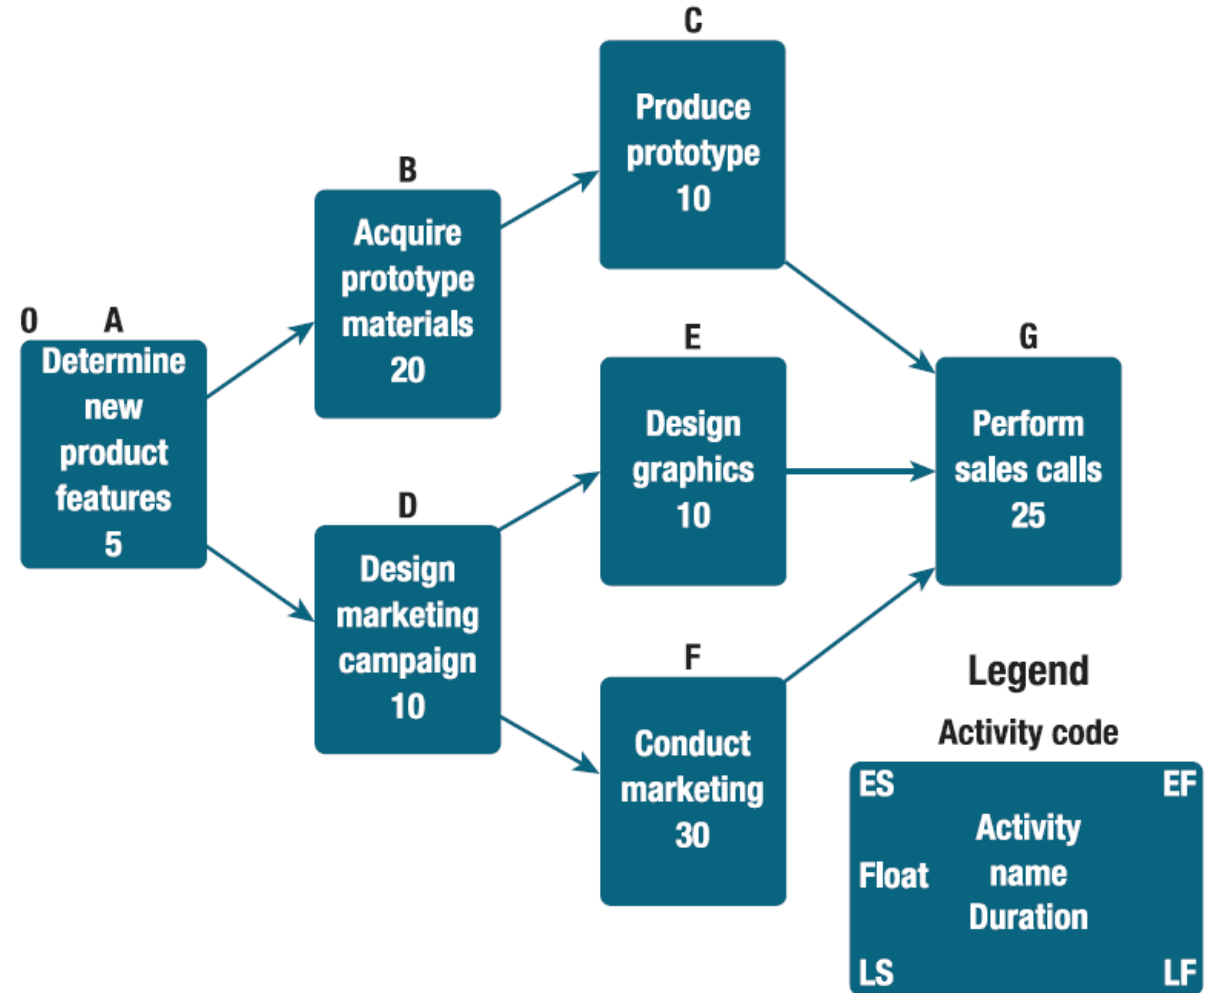 C
Produce
prototype
10
B
Acquire
prototype
materials
20
0 A
Determine
new
product
features
5
E
Design
graphics
10
G
Perform
sales calls
25
D
Design
marketing
campaign
10
F
Conduct
marketing
30
Legend
Activity code
ES EF
Activity
Float name
Duration
LS LF